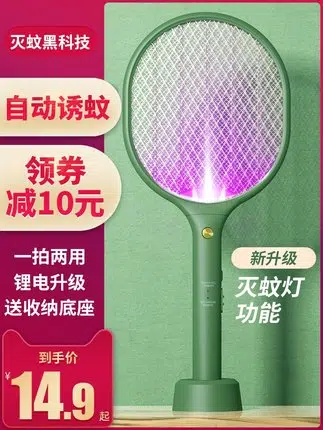 灭蚊黑科技
自动诱蚊
领券
减10元
一拍两用
锂电升级
送收纳底座
到手价
¥14.9起
新升级
灭蚊灯
功能